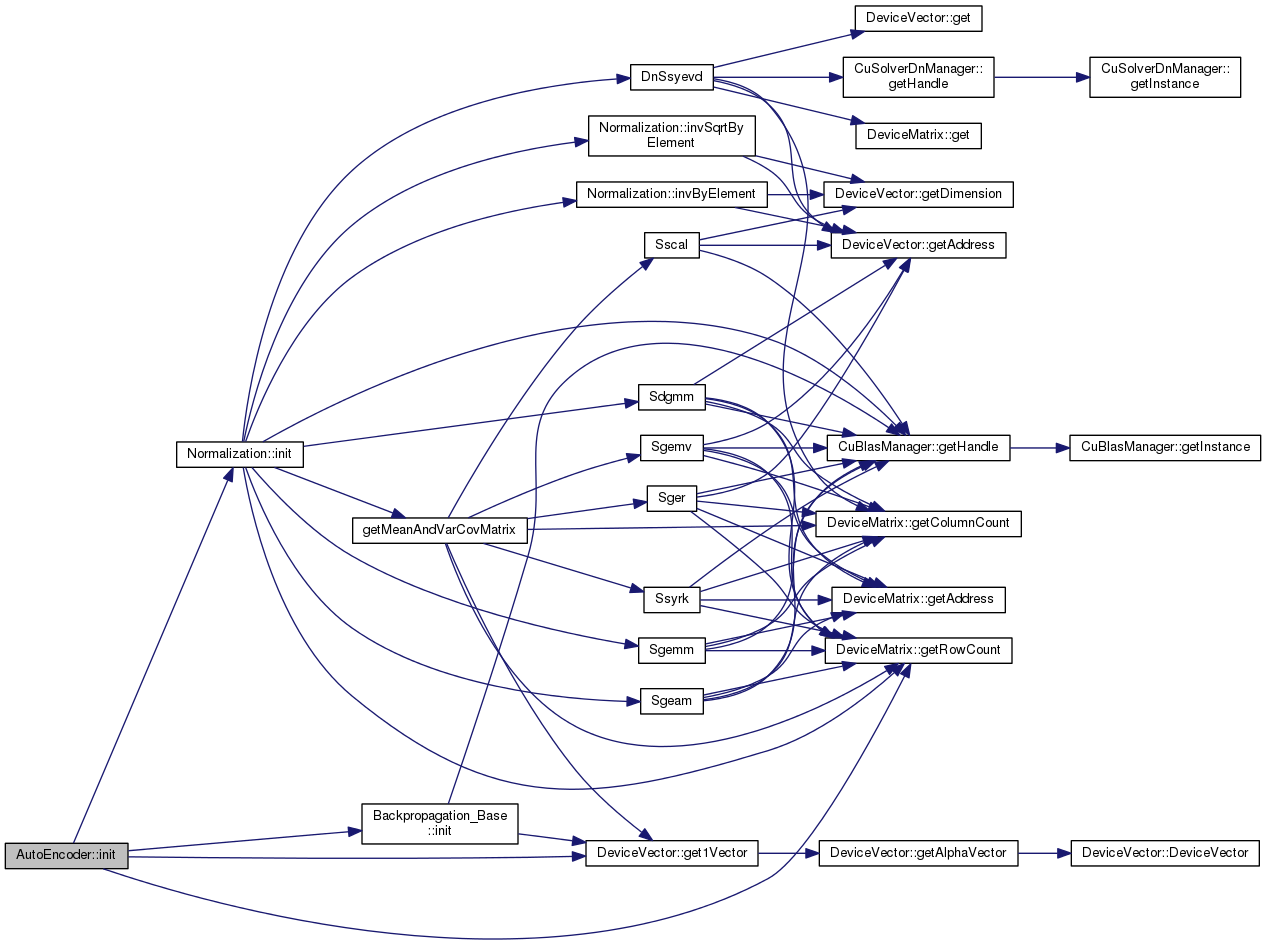 DeviceVector::get
DnSsyevd
CuSolverDnManager::
getHandle
CuSolverDnManager::
getInstance
Normalization::invSqrtBy
Element
DeviceMatrix::get
Normalization::invByElement
DeviceVector::getDimension
Sscal
DeviceVector::getAddress
Sdgmm
Normalization::init
Sgemv
CuBlasManager::getHandle
CuBlasManager::getInstance
Sger
getMeanAndVarCovMatrix
DeviceMatrix::getColumnCount
Ssyrk
DeviceMatrix::getAddress
Sgemm
DeviceMatrix::getRowCount
Sgeam
Backpropagation_Base
::init
AutoEncoder::init
DeviceVector::get1Vector
DeviceVector::getAlphaVector
DeviceVector::DeviceVector